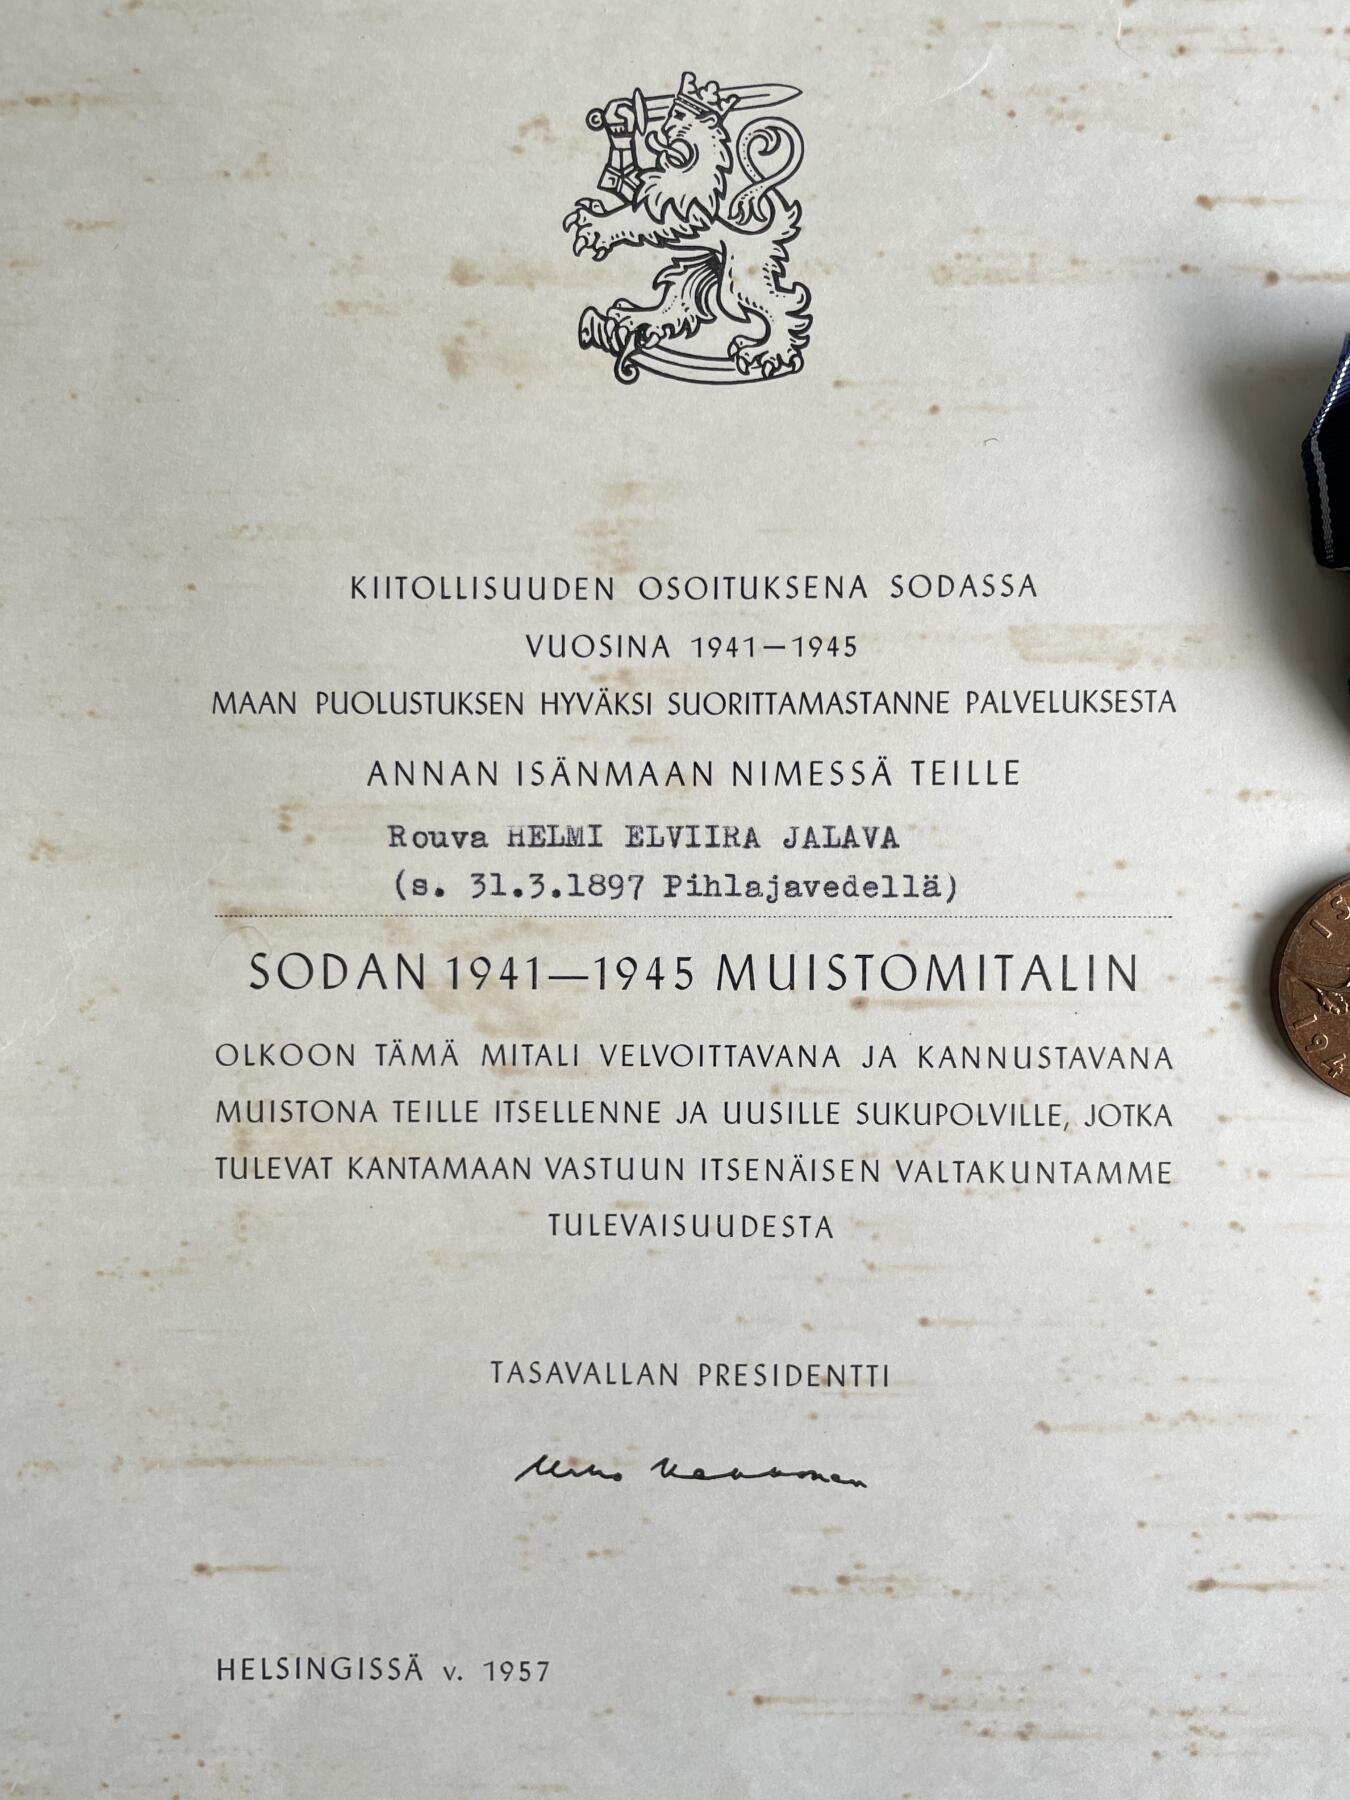 KIITOLLISUUDEN OSOITUKSENA SODASSA
VUOSINA 1941—1945
MAAN PUOLUSTUKSEN HYVÄKSI SUORITTAMASTANNE PALVELUKSESTA
ANNAN ISÄNMAAN NIMESSÄ TEILLE
Rouva HELMI ELVIIRA JALAVA
(s. 31.3.1897 Pihlajavedellä)
SODAN 1941—1945 MUISTOMITALIN
OLKOON TÄMÄ MITALI VELVOITTAVANA JA KANNUSTAVANA
MUISTONA TEILLE ITSELLENNE JA UUSILLE SUKUPOLVILLE, JOTKA
TULEVAT KANTAMAAN VASTUUN ITSENÄISEN VALTAKUNTAMME
TULEVAISUUDESTA
TASAVALLAN PRESIDENTTI
Urho Kekkonen
HELSINGISSÄ v. 1957